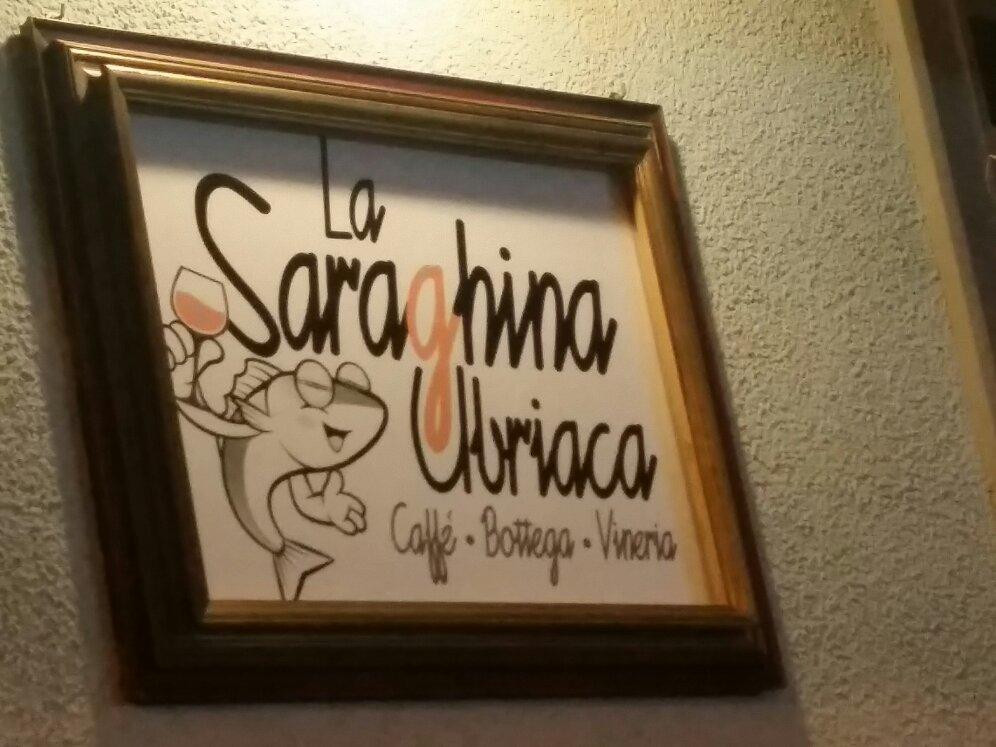 La
Saraghina
Ubriaca
Caffé • Bottega • Vineria